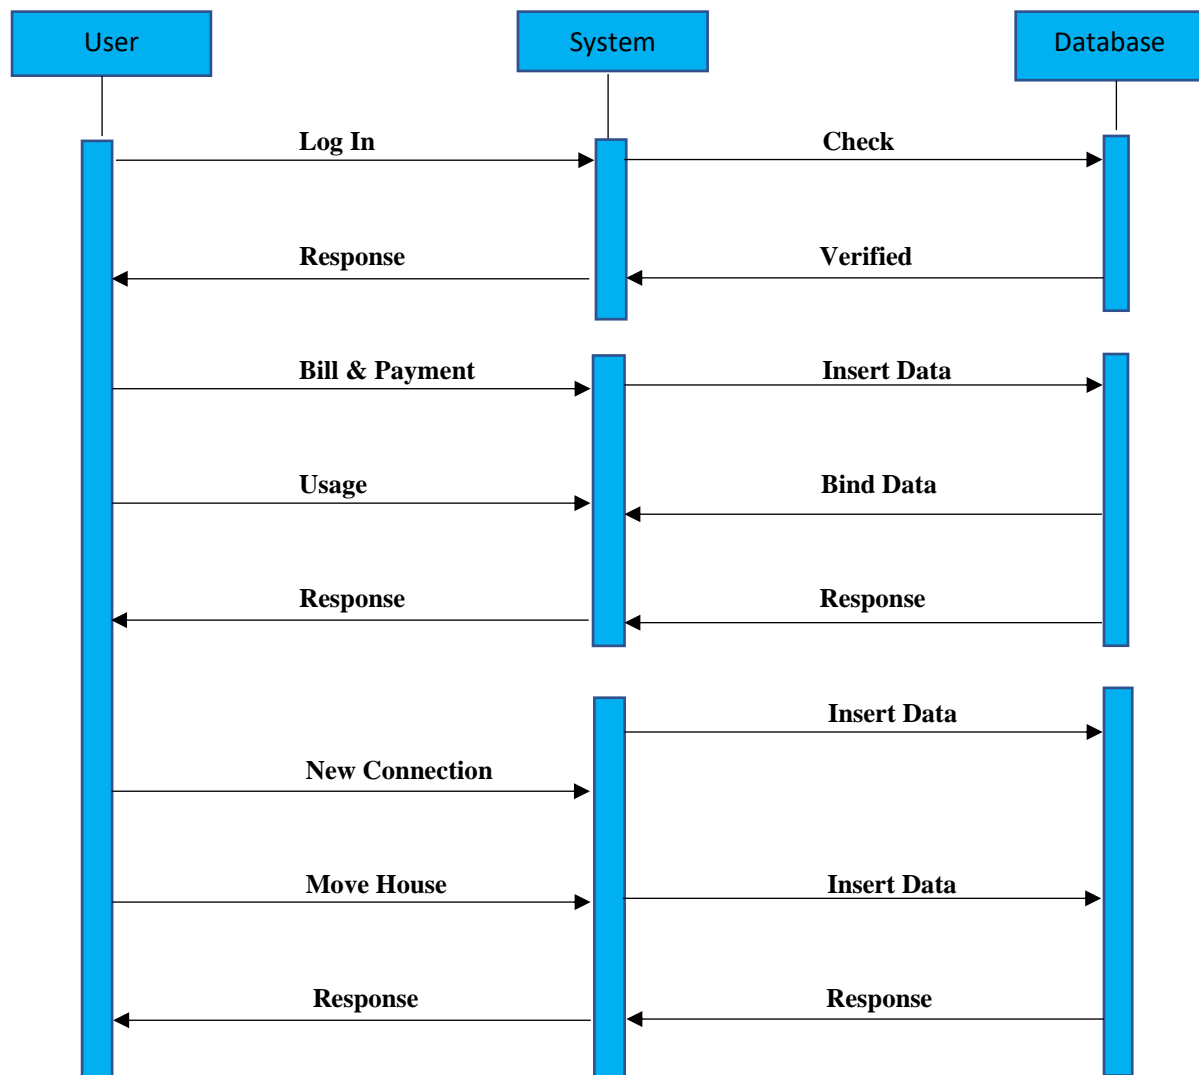 User
System
Database
Log In
Check
Response
Verified
Bill & Payment
Insert Data
Usage
Bind Data
Response
Response
Insert Data
New Connection
Move House
Insert Data
Response
Response